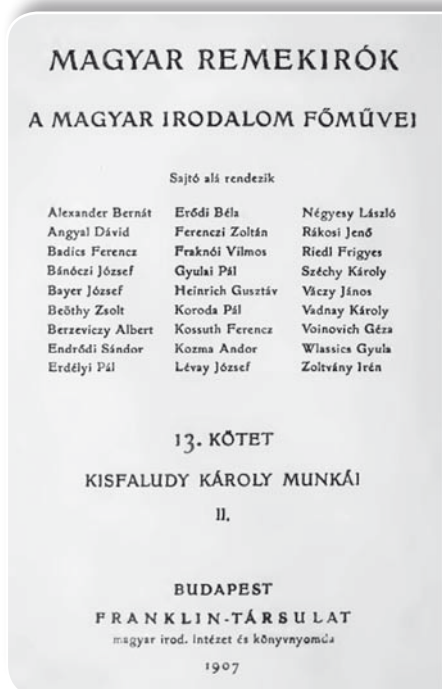 MAGYAR REMEKIRÓK
A MAGYAR IRODALOM FŐMŰVEI
Sajtó alá rendezik
Alexander Bernát
Angyal Dávid
Badics Ferencz
Bánóczi József
Bayer József
Beöthy Zsolt
Berzeviczy Albert
Endrődi Sándor
Erdélyi Pál
Erődi Béla
Ferenczi Zoltán
Fraknói Vilmos
Gyulai Pál
Heinrich Gusztáv
Koroda Pál
Kossuth Ferencz
Kozma Andor
Lévay József
Négyesy László
Rákosi Jenő
Riedl Frigyes
Széchy Károly
Váczy János
Vadnay Károly
Voinovich Géza
Wlassics Gyula
Zoltvány Irén
13. KÖTET
KISFALUDY KÁROLY MUNKÁI
II.
BUDAPEST
FRANKLIN-TÁRSULAT
magyar irod. intézet és könyvnyomda
1907